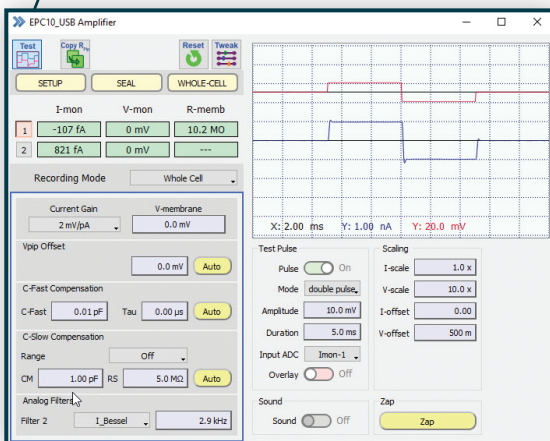 EPC10_USB Amplifier
Test
Copy R
Reset
Tweak
SETUP
SEAL
WHOLE-CELL
I-mon V-mon R-memb
1 -107 fA 0 mV 10.2 MO
2 821 fA 0 mV ---
Recording Mode Whole Cell
Current Gain V-membrane
2 mV/pA 0.0 mV
Vpip Offset
0.0 mV Auto
C-Fast Compensation
C-Fast 0.01 pF Tau 0.00 µs Auto
C-Slow Compensation
Range Off
CM 1.00 pF RS 5.0 MΩ Auto
Analog Filters
Filter 2 I_Bessel 2.9 kHz
X: 2.00 ms Y: 1.00 nA Y: 20.0 mV
Test Pulse
Pulse On
Mode double pulse
Amplitude 10.0 mV
Duration 5.0 ms
Input ADC Imon-1
Overlay Off
Scaling
I-scale 1.0 x
V-scale 10.0 x
I-offset 0.00
V-offset 500 m
Sound
Sound Off
Zap
Zap